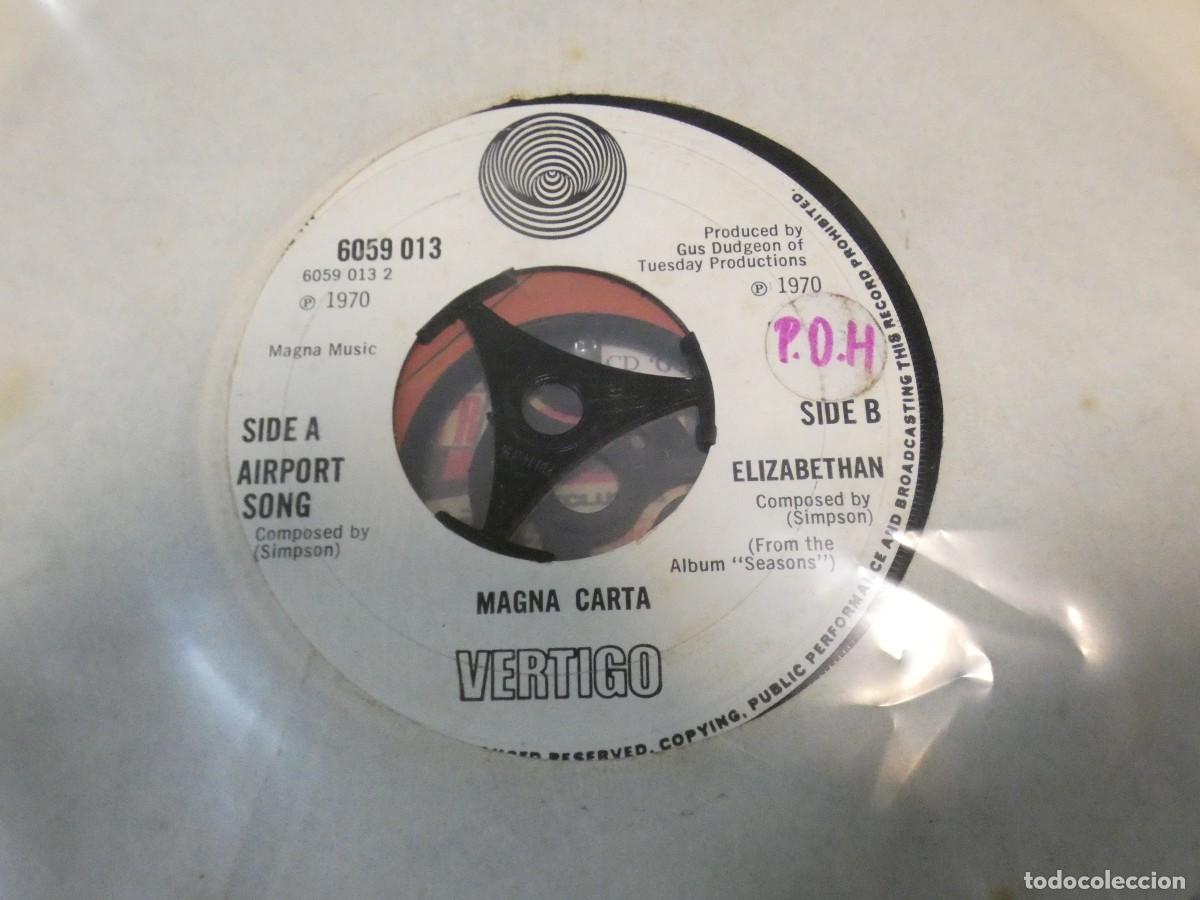 6059 013
6059 013 2
℗ 1970
Magna Music
SIDE A
AIRPORT
SONG
Composed by
(Simpson)
Produced by
Gus Dudgeon of
Tuesday Productions
℗ 1970
P.O.H
SIDE B
ELIZABETHAN
Composed by
(Simpson)
(From the
Album "Seasons")
MAGNA CARTA
VERTIGO
RESERVED. COPYING, PUBLIC PERFORMANCE AND BROADCASTING THIS RECORD PROHIBITED.
CD
todocoleccion